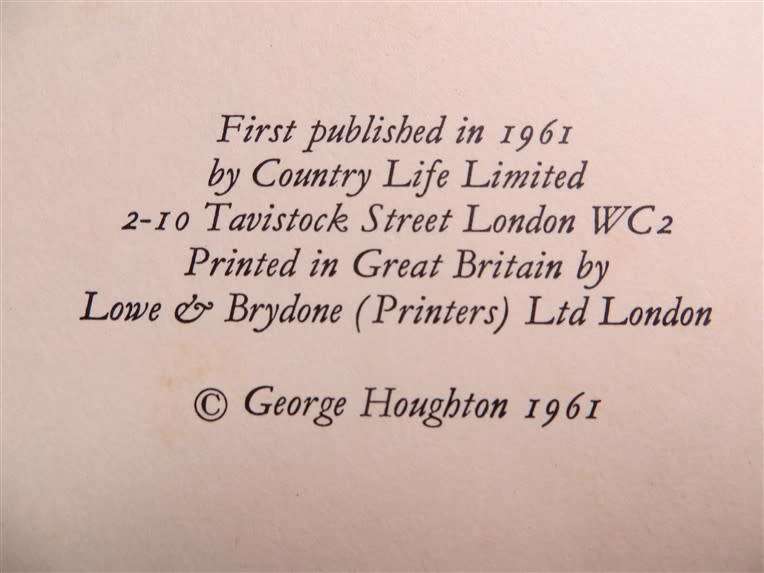 First published in 1961
by Country Life Limited
2-10 Tavistock Street London WC2
Printed in Great Britain by
Lowe & Brydone (Printers) Ltd London
© George Houghton 1961